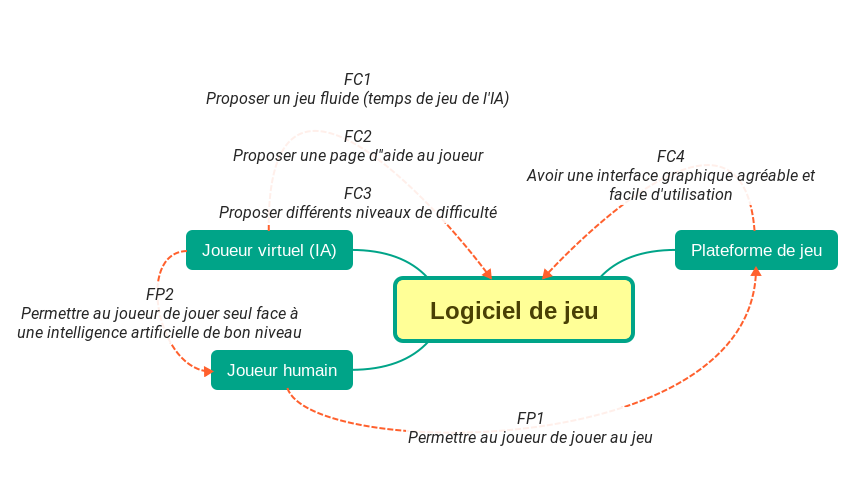 FC1
Proposer un jeu fluide (temps de jeu de l'IA)
FC2
Proposer une page d"aide au joueur
FC3
Proposer différents niveaux de difficulté
FC4
Avoir une interface graphique agréable et
facile d'utilisation
Joueur virtuel (IA)
Plateforme de jeu
Logiciel de jeu
FP2
Permettre au joueur de jouer seul face à
une intelligence artificielle de bon niveau
Joueur humain
FP1
Permettre au joueur de jouer au jeu